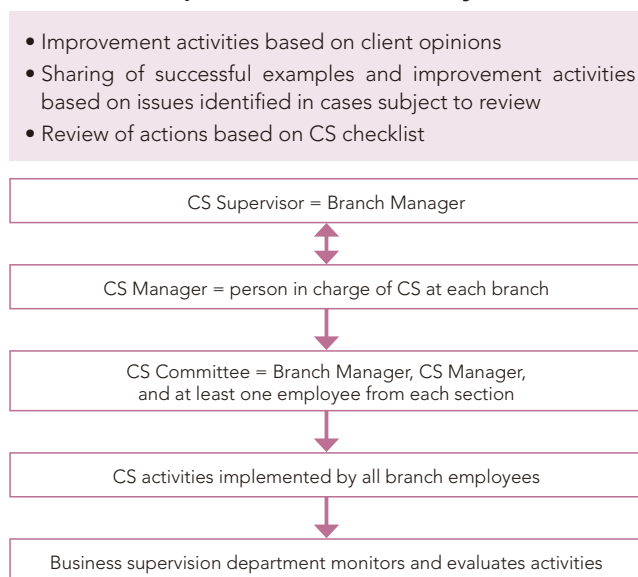 • Improvement activities based on client opinions
• Sharing of successful examples and improvement activities
based on issues identified in cases subject to review
• Review of actions based on CS checklist
CS Supervisor = Branch Manager
CS Manager = person in charge of CS at each branch
CS Committee = Branch Manager, CS Manager,
and at least one employee from each section
CS activities implemented by all branch employees
Business supervision department monitors and evaluates activities